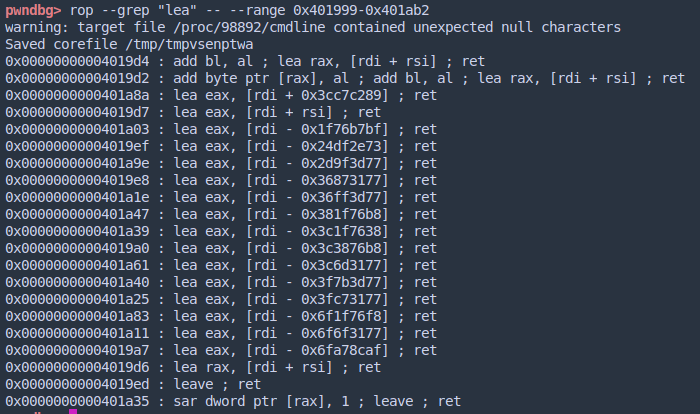 pwndbg> rop --grep "lea" -- --range 0x401999-0x401ab2
warning: target file /proc/98892/cmdline contained unexpected null characters
Saved corefile /tmp/tmpvsenptwa
0x00000000004019d4 : add bl, al ; lea rax, [rdi + rsi] ; ret
0x00000000004019d2 : add byte ptr [rax], al ; add bl, al ; lea rax, [rdi + rsi] ; ret
0x0000000000401a8a : lea eax, [rdi + 0x3cc7c289] ; ret
0x00000000004019d7 : lea eax, [rdi + rsi] ; ret
0x0000000000401a03 : lea eax, [rdi - 0x1f76b7bf] ; ret
0x00000000004019ef : lea eax, [rdi - 0x24df2e73] ; ret
0x0000000000401a9e : lea eax, [rdi - 0x2d9f3d77] ; ret
0x00000000004019e8 : lea eax, [rdi - 0x36873177] ; ret
0x0000000000401a1e : lea eax, [rdi - 0x36ff3d77] ; ret
0x0000000000401a47 : lea eax, [rdi - 0x381f76b8] ; ret
0x0000000000401a39 : lea eax, [rdi - 0x3c1f7638] ; ret
0x00000000004019a0 : lea eax, [rdi - 0x3c3876b8] ; ret
0x0000000000401a61 : lea eax, [rdi - 0x3c6d3177] ; ret
0x0000000000401a40 : lea eax, [rdi - 0x3f7b3d77] ; ret
0x0000000000401a25 : lea eax, [rdi - 0x3fc73177] ; ret
0x0000000000401a83 : lea eax, [rdi - 0x6f1f76f8] ; ret
0x0000000000401a11 : lea eax, [rdi - 0x6f6f3177] ; ret
0x00000000004019a7 : lea eax, [rdi - 0x6fa78caf] ; ret
0x00000000004019d6 : lea rax, [rdi + rsi] ; ret
0x00000000004019ed : leave ; ret
0x0000000000401a35 : sar dword ptr [rax], 1 ; leave ; ret